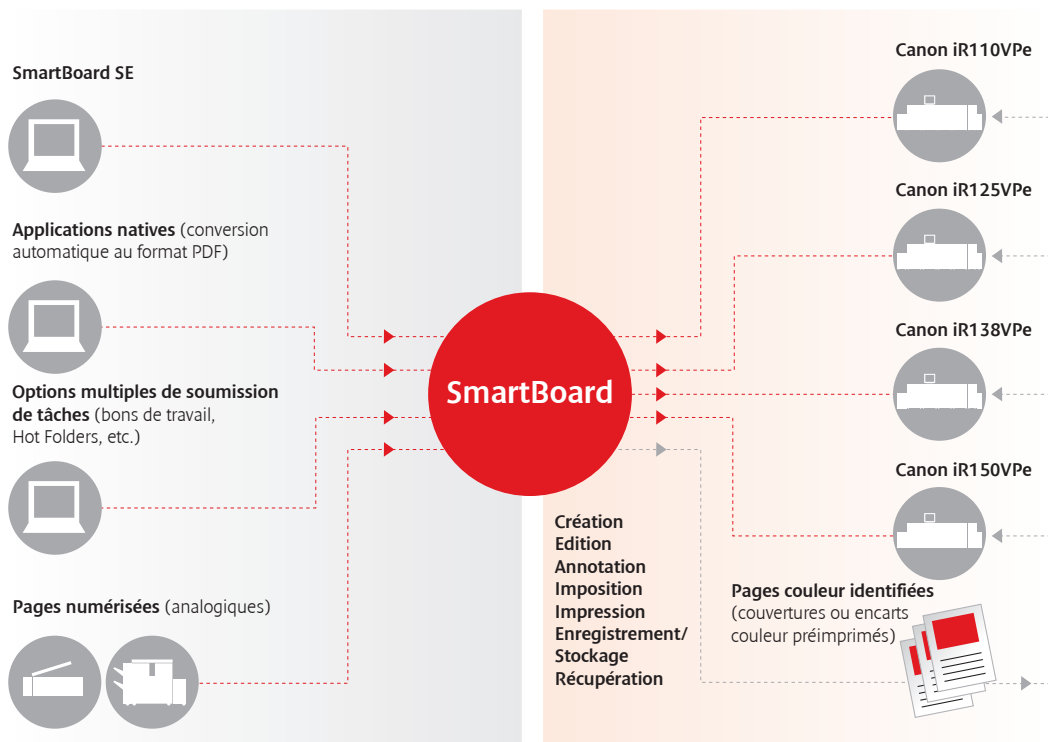 SmartBoard SE
Applications natives (conversion
automatique au format PDF)
Options multiples de soumission
de tâches (bons de travail,
Hot Folders, etc.)
Pages numérisées (analogiques)
SmartBoard
Création
Edition
Annotation
Imposition
Impression
Enregistrement/
Stockage
Récupération
Canon iR110VPe
Canon iR125VPe
Canon iR138VPe
Canon iR150VPe
Pages couleur identifiées
(couvertures ou encarts
couleur préimprimés)